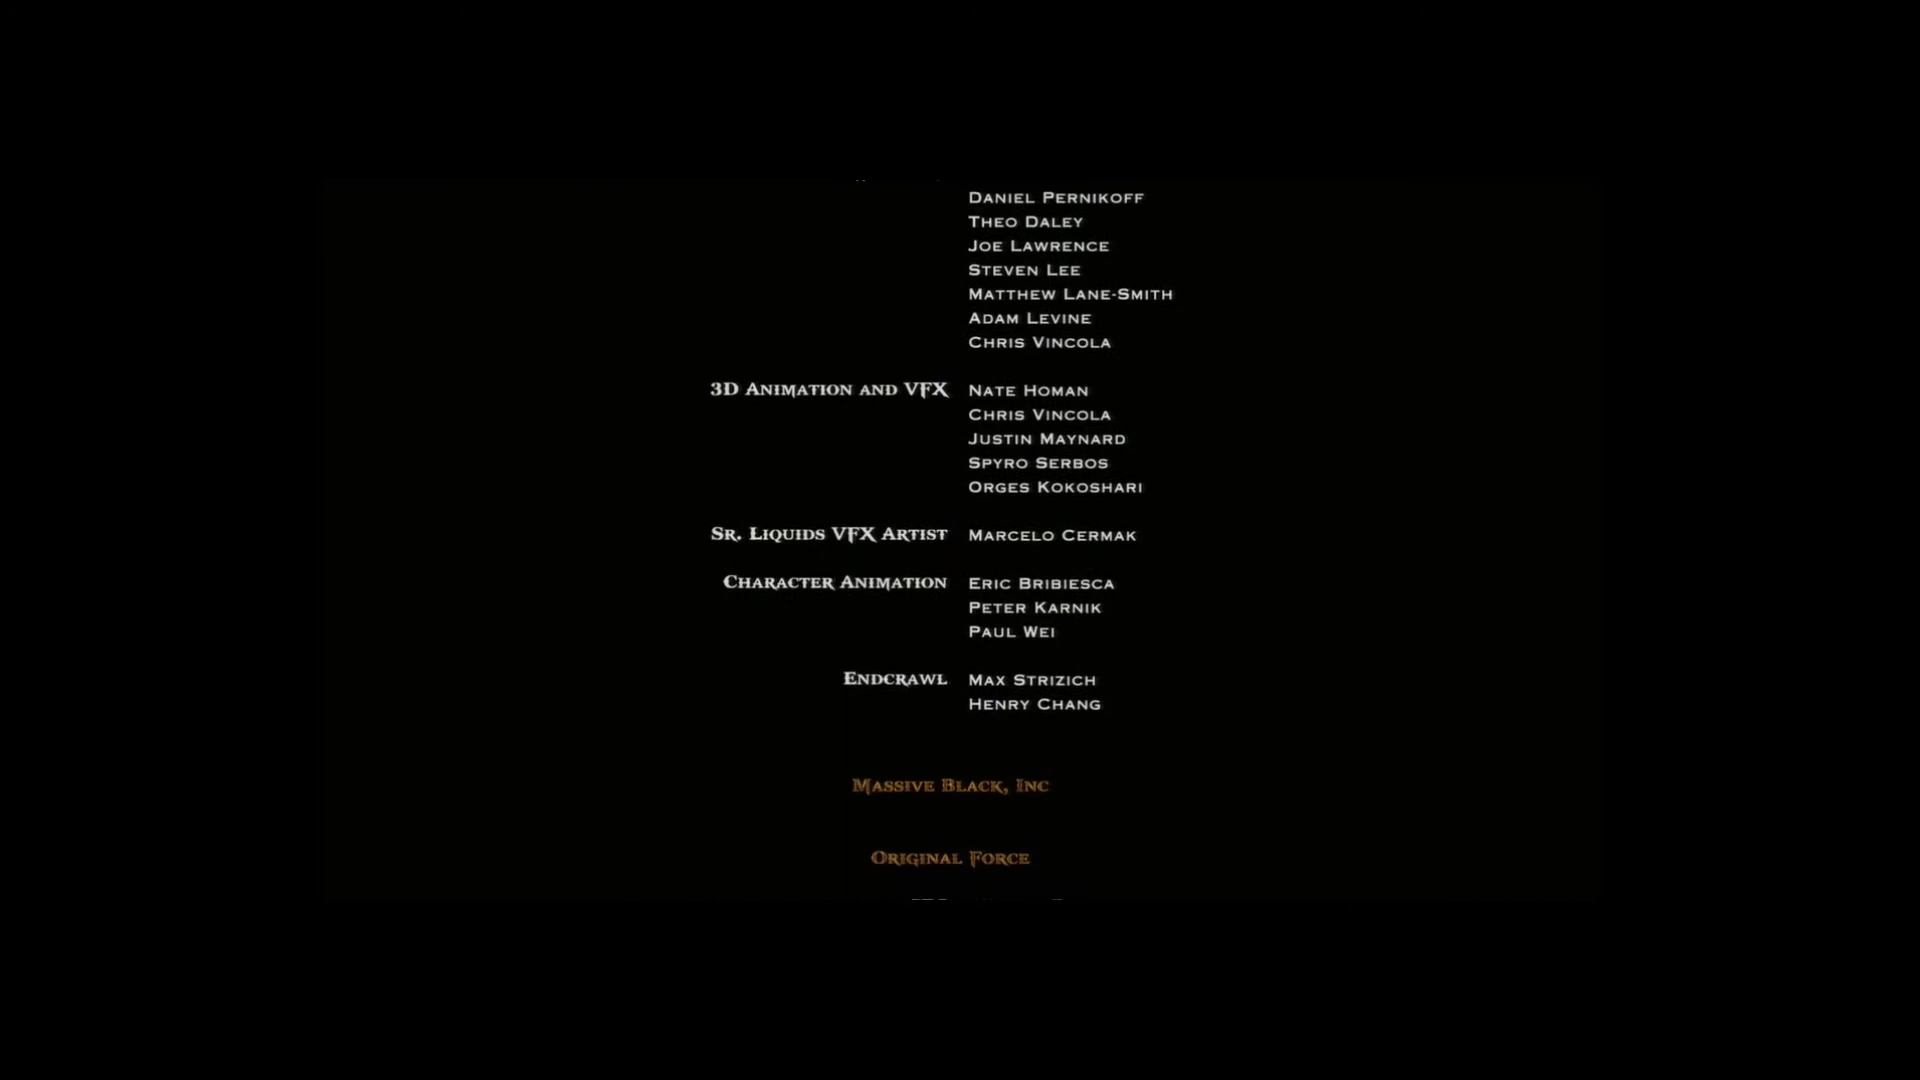 Daniel Pernikoff
Theo Daley
Joe Lawrence
Steven Lee
Matthew Lane-Smith
Adam Levine
Chris Vincola
3D Animation and VFX Nate Homan
Chris Vincola
Justin Maynard
Spyro Serbos
Orges Kokoshari
Sr. Liquids VFX Artist Marcelo Cermak
Character Animation Eric Bribiesca
Peter Karnik
Paul Wei
Endcrawl Max Strizich
Henry Chang
Massive Black, Inc
Original Force